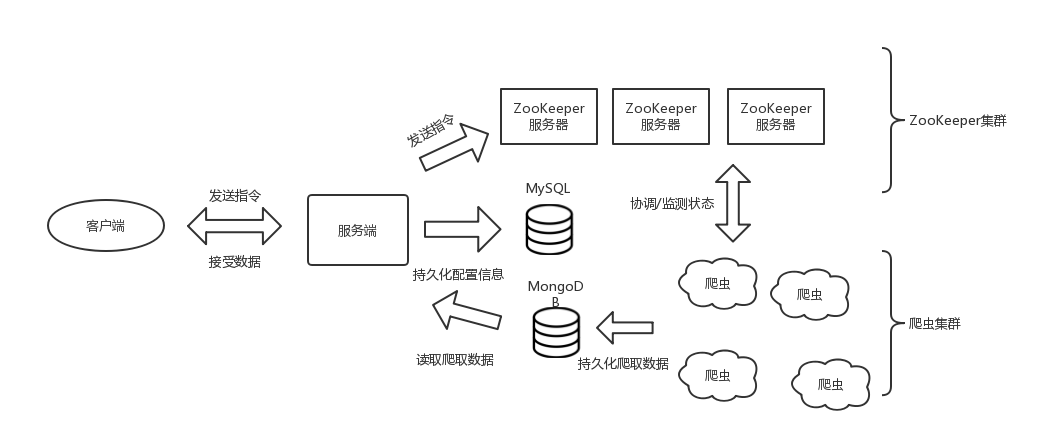 ZooKeeper
服务器
ZooKeeper
服务器
ZooKeeper
服务器
ZooKeeper集群
发送指令
MySQL
协调/监测状态
发送指令
客户端
服务端
接受数据
持久化配置信息
MongoD
B
爬虫
爬虫
爬虫集群
读取爬取数据
持久化爬取数据
爬虫
爬虫